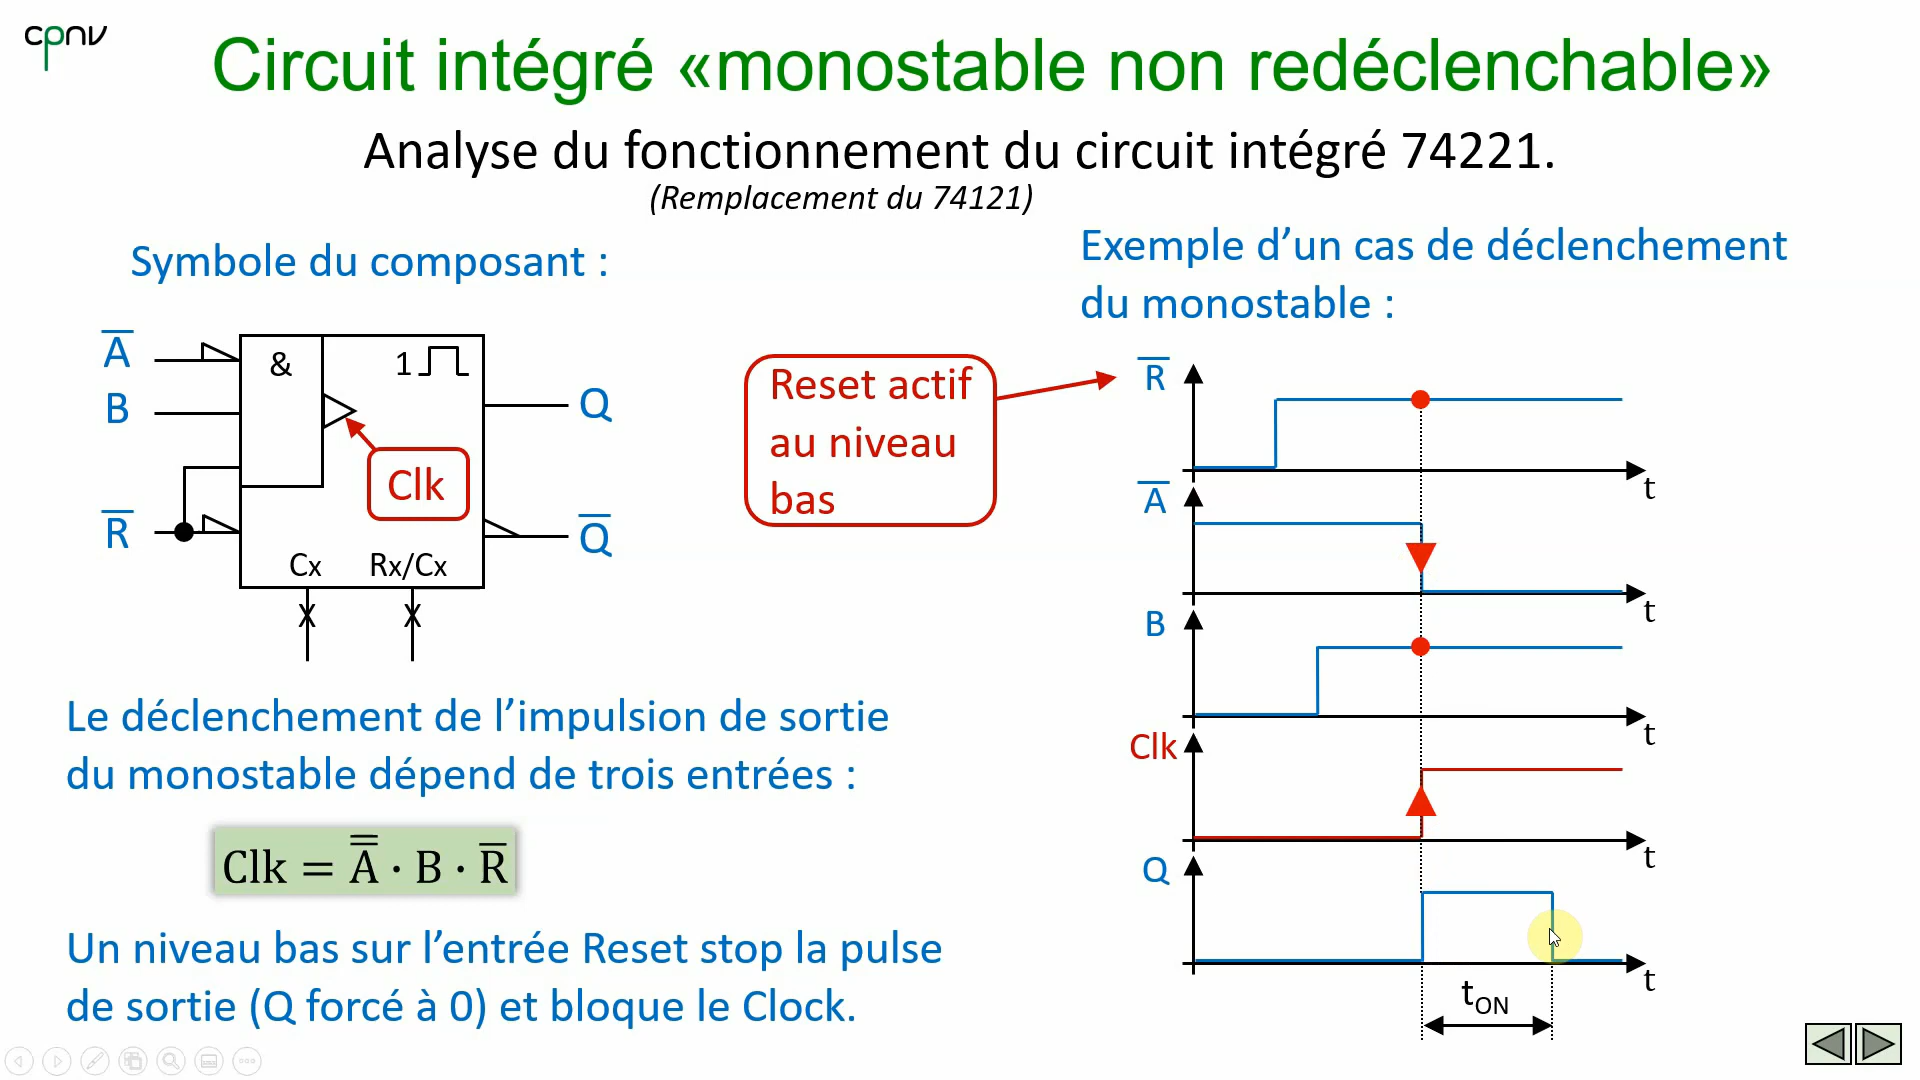 cpnv
Circuit intégré «monostable non redéclenchable»
Analyse du fonctionnement du circuit intégré 74221.
(Remplacement du 74121)
Symbole du composant :
A̅
B
R̅
&
1
Clk
Cx
Rx/Cx
X
X
Q
Q̅
Le déclenchement de l’impulsion de sortie
du monostable dépend de trois entrées :
Clk = A̿ · B · R̅
Un niveau bas sur l’entrée Reset stop la pulse
de sortie (Q forcé à 0) et bloque le Clock.
Reset actif
au niveau
bas
Exemple d’un cas de déclenchement
du monostable :
R̅
t
A̅
t
B
t
Clk
t
Q
t
tON